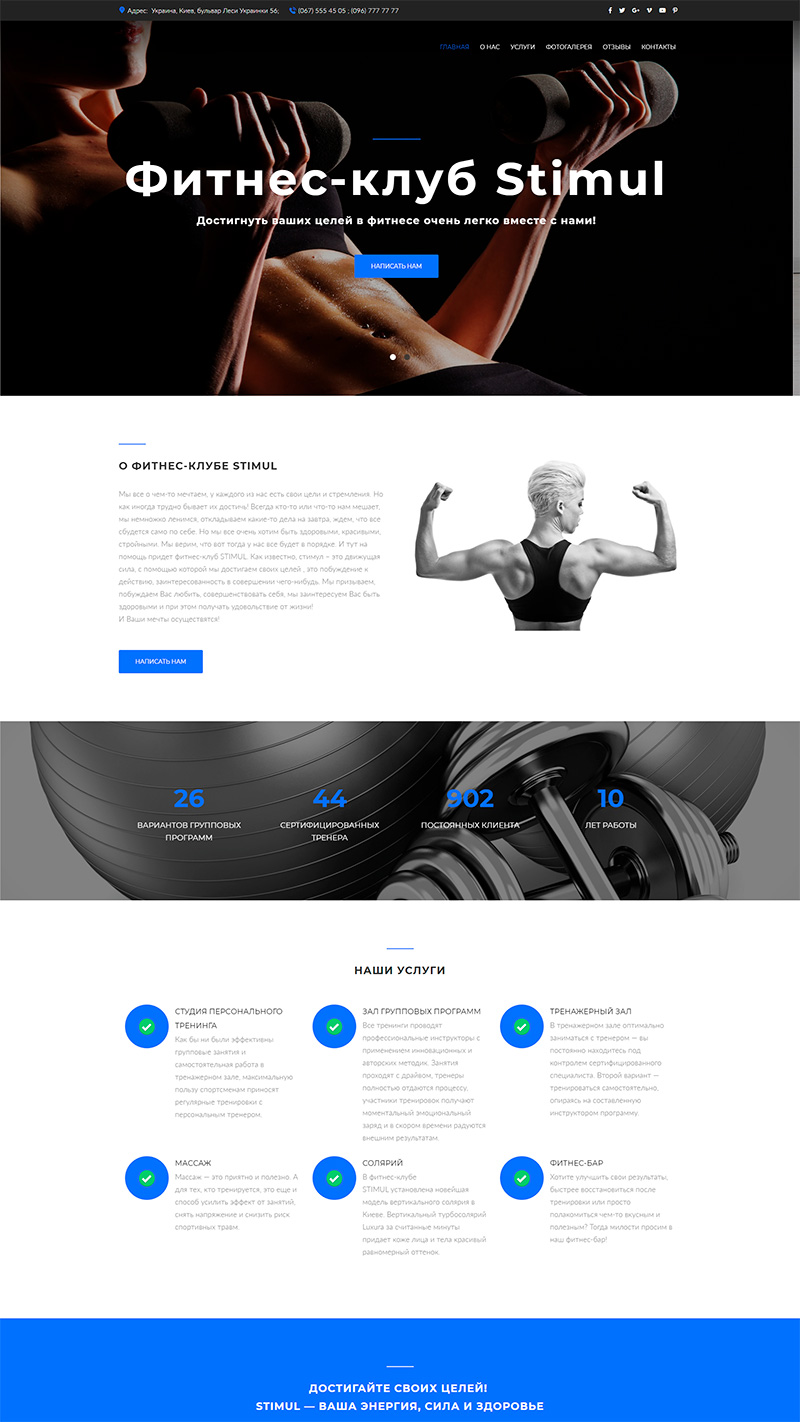 Адрес: Украина, Киев, бульвар Леси Украинки 56; (067) 555 45 05 ; (096) 777 77 77
ГЛАВНАЯ О НАС УСЛУГИ ФОТОГАЛЕРЕЯ ОТЗЫВЫ КОНТАКТЫ
Фитнес-клуб Stimul
Достигнуть ваших целей в фитнесе очень легко вместе с нами!
НАПИСАТЬ НАМ
О ФИТНЕС-КЛУБЕ STIMUL
Мы все о чем-то мечтаем, у каждого из нас есть свои цели и стремления. Но
как иногда трудно бывает их достичь! Всегда кто-то или что-то нам мешает,
мы немножко ленимся, откладываем какие-то дела на завтра, ждем, что все
сбудется само по себе. Но мы все очень хотим быть здоровыми, красивыми,
стройными. Мы верим, что вот тогда у нас все будет в порядке. И тут на
помощь придет фитнес-клуб STIMUL. Как известно, стимул – это движущая
сила, с помощью которой мы достигаем своих целей , это побуждение к
действию, заинтересованность в совершении чего-нибудь. Мы призываем,
побуждаем Вас любить, совершенствовать себя, мы заинтересуем Вас быть
здоровыми и при этом получать удовольствие от жизни!
И Ваши мечты осуществятся!
НАПИСАТЬ НАМ
26
ВАРИАНТОВ ГРУППОВЫХ
ПРОГРАММ
44
СЕРТИФИЦИРОВАННЫХ
ТРЕНЕРА
902
ПОСТОЯННЫХ КЛИЕНТА
10
ЛЕТ РАБОТЫ
НАШИ УСЛУГИ
СТУДИЯ ПЕРСОНАЛЬНОГО
ТРЕНИНГА
Как бы ни были эффективны
групповые занятия и
самостоятельная работа в
тренажерном зале, максимальную
пользу спортсменам приносят
регулярные тренировки с
персональным тренером.
ЗАЛ ГРУППОВЫХ ПРОГРАММ
Все тренинги проводят
профессиональные инструкторы с
применением инновационных и
авторских методик. Занятия
проходят с драйвом, тренеры
полностью отдаются процессу,
участники тренировок получают
моментальный эмоциональный
заряд и в скором времени радуются
внешним результатам.
ТРЕНАЖЕРНЫЙ ЗАЛ
В тренажерном зале оптимально
заниматься с тренером — вы
постоянно находитесь под
контролем сертифицированного
специалиста. Второй вариант —
тренироваться самостоятельно,
опираясь на составленную
инструктором программу.
МАССАЖ
Массаж — это приятно и полезно. А
для тех, кто тренируется, это еще и
способ усилить эффект от занятий,
снять напряжение и снизить риск
спортивных травм.
СОЛЯРИЙ
В фитнес-клубе
STIMUL установлена новейшая
модель вертикального солярия в
Киеве. Вертикальный турбосолярий
Luxura за считанные минуты
придает коже лица и тела красивый
равномерный оттенок.
ФИТНЕС-БАР
Хотите улучшить свои результаты,
быстрее восстановиться после
тренировки или просто
полакомиться чем-то вкусным и
полезным? Тогда милости просим в
наш фитнес-бар!
ДОСТИГАЙТЕ СВОИХ ЦЕЛЕЙ!
STIMUL — ВАША ЭНЕРГИЯ, СИЛА И ЗДОРОВЬЕ